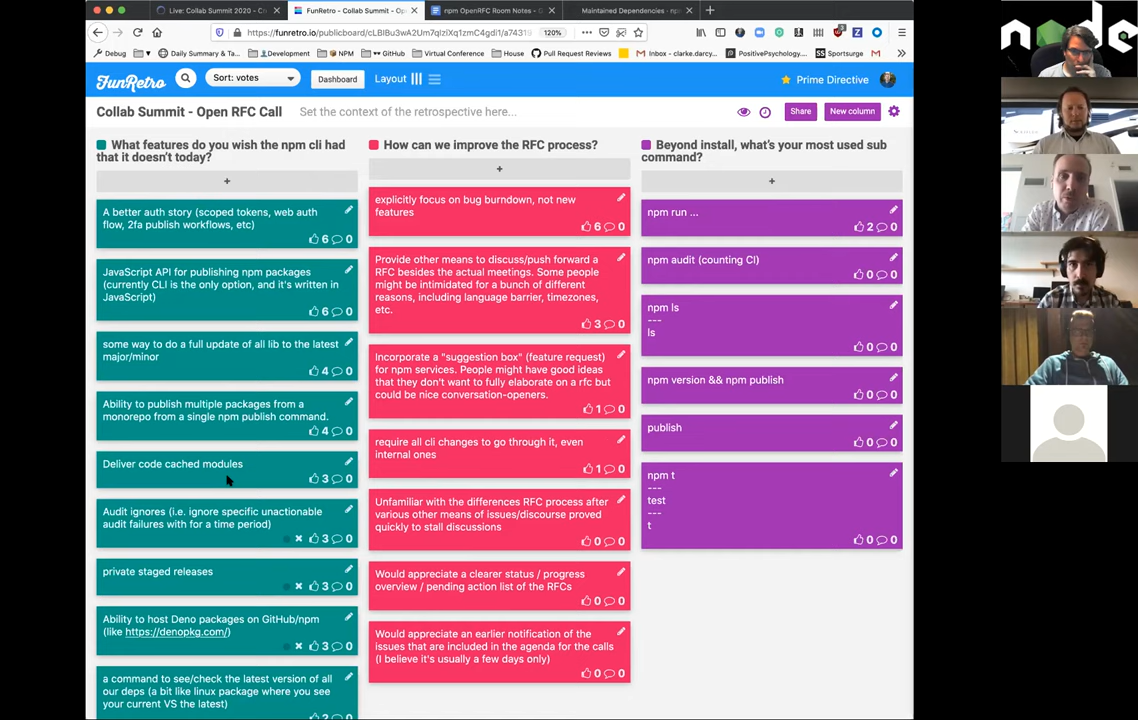 Live: Collab Summit 2020 - Cr
FunRetro - Collab Summit - Op
npm OpenRFC Room Notes - G
Maintained Dependencies - np
https://funretro.io/publicboard/
120%
Debug
Daily Summary & Ta...
Development
NPM
GitHub
Virtual Conference
House
Pull Request Reviews
Inbox - clarke.darcy...
PositivePsychology....
Sportsurge
FunRetro
Sort: votes
Dashboard
Layout
Prime Directive
Collab Summit - Open RFC Call
Set the context of the retrospective here...
Share
New column
What features do you wish the npm cli had
that it doesn't today?
+
A better auth story (scoped tokens, web auth
flow, 2fa publish workflows, etc)
6 0
JavaScript API for publishing npm packages
(currently CLI is the only option, and it's written in
JavaScript)
6 0
some way to do a full update of all lib to the latest
major/minor
4 0
Ability to publish multiple packages from a
monorepo from a single npm publish command.
4 0
Deliver code cached modules
3 0
Audit ignores (i.e. ignore specific unactionable
audit failures with for a time period)
3 0
private staged releases
3 0
Ability to host Deno packages on GitHub/npm
(like https://denopkg.com/)
3 0
a command to see/check the latest version of all
our deps (a bit like linux package where you see
your current VS the latest)
2 0
How can we improve the RFC process?
+
explicitly focus on bug burndown, not new
features
6 0
Provide other means to discuss/push forward a
RFC besides the actual meetings. Some people
might be intimidated for a bunch of different
reasons, including language barrier, timezones,
etc.
3 0
Incorporate a "suggestion box" (feature request)
for npm services. People might have good ideas
that they don't want to fully elaborate on a rfc but
could be nice conversation-openers.
1 0
require all cli changes to go through it, even
internal ones
1 0
Unfamiliar with the differences RFC process after
various other means of issues/discourse proved
quickly to stall discussions
0 0
Would appreciate a clearer status / progress
overview / pending action list of the RFCs
0 0
Would appreciate an earlier notification of the
issues that are included in the agenda for the calls
(I believe it's usually a few days only)
0 0
Beyond install, what's your most used sub
command?
+
npm run ...
2 0
npm audit (counting CI)
0 0
npm ls
---
ls
0 0
npm version && npm publish
0 0
publish
0 0
npm t
---
test
---
t
0 0
node